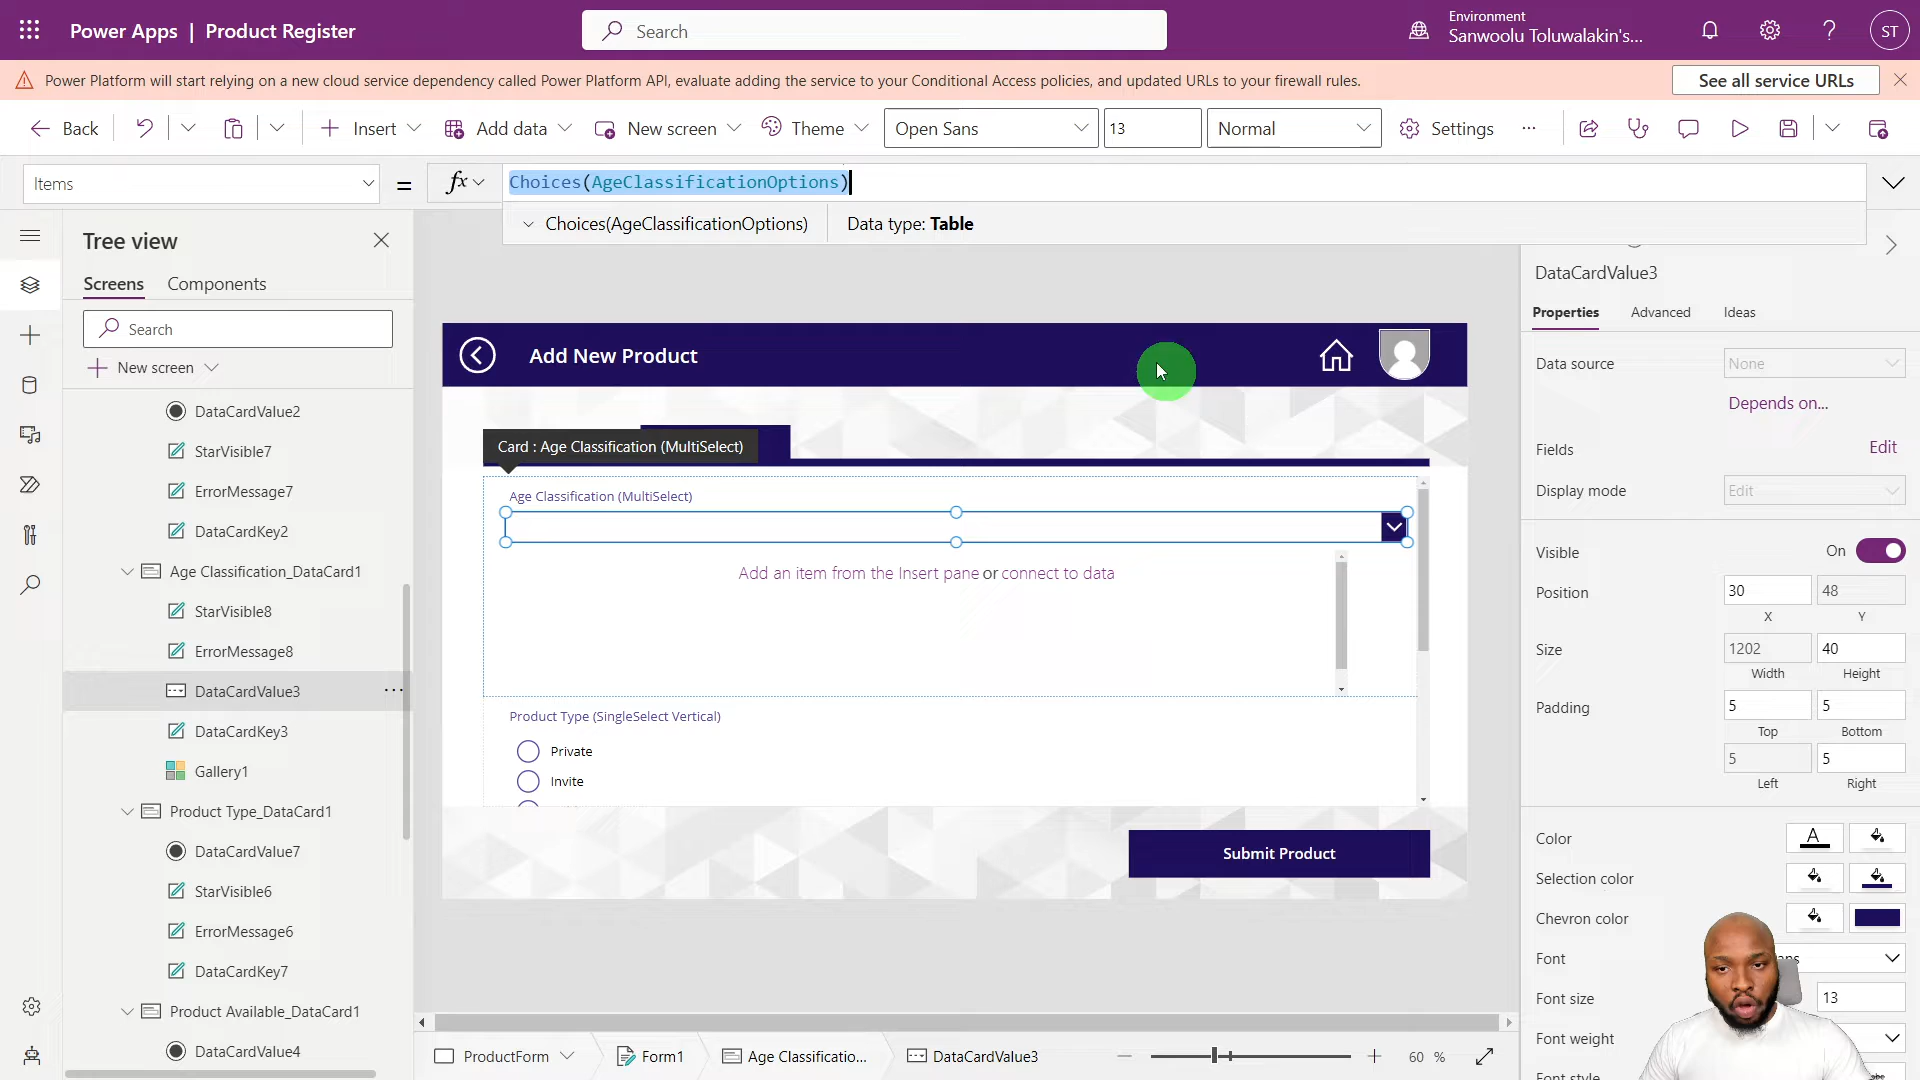 Power Apps | Product Register
Search
Environment
Sanwoolu Toluwalakin's...
ST
Power Platform will start relying on a new cloud service dependency called Power Platform API, evaluate adding the service to your Conditional Access policies, and updated URLs to your firewall rules.
See all service URLs
Back
Insert
Add data
New screen
Theme
Open Sans
13
Normal
Settings
Items
=
fx
Choices(AgeClassificationOptions)
Choices(AgeClassificationOptions)
Data type: Table
Tree view
Screens
Components
Search
New screen
DataCardValue2
StarVisible7
ErrorMessage7
DataCardKey2
Age Classification_DataCard1
StarVisible8
ErrorMessage8
DataCardValue3
DataCardKey3
Gallery1
Product Type_DataCard1
DataCardValue7
StarVisible6
ErrorMessage6
DataCardKey7
Product Available_DataCard1
DataCardValue4
Add New Product
Card : Age Classification (MultiSelect)
Age Classification (MultiSelect)
Add an item from the Insert pane or connect to data
Product Type (SingleSelect Vertical)
Private
Invite
Submit Product
ProductForm
Form1
Age Classificatio...
DataCardValue3
60 %
DataCardValue3
Properties
Advanced
Ideas
Data source
None
Depends on...
Fields
Edit
Display mode
Edit
Visible
On
Position
30
48
X
Y
Size
1202
40
Width
Height
Padding
5
5
Top
Bottom
5
5
Left
Right
Color
A
Selection color
Chevron color
Font
Font size
13
Font weight
Font style